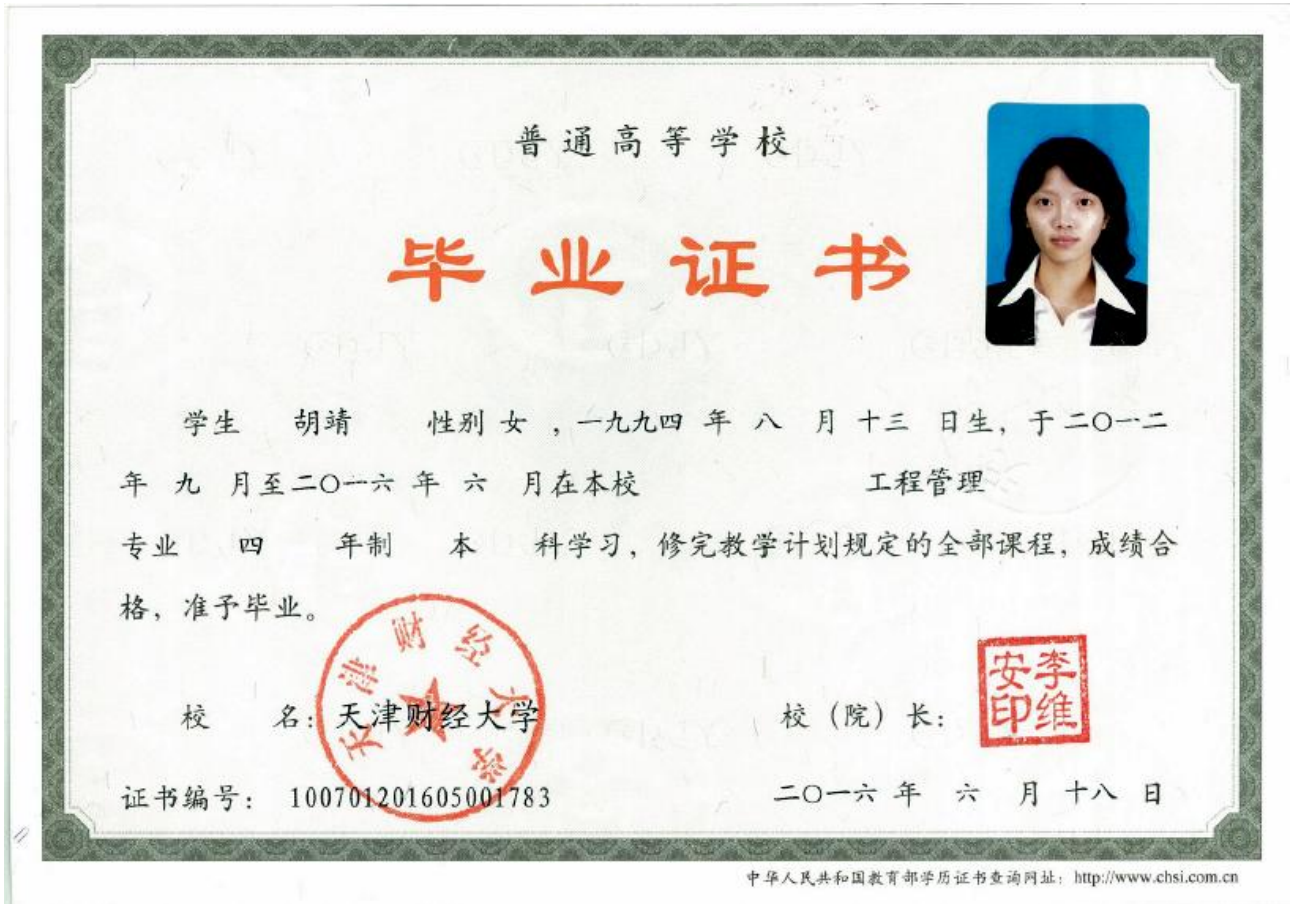 普通高等学校
毕业证书
学生 胡靖 性别 女 ，一九九四 年 八 月 十三 日生，于二〇一二
年 九 月至二〇一六 年 六 月在本校 工程管理
专业 四 年制 本 科学习，修完教学计划规定的全部课程，成绩合
格，准予毕业。
天津财经大学
李维安印
校 名：天津财经大学 校（院）长：
证书编号： 100701201605001783 二〇一六 年 六 月 十八 日
中华人民共和国教育部学历证书查询网址：http://www.chsi.com.cn